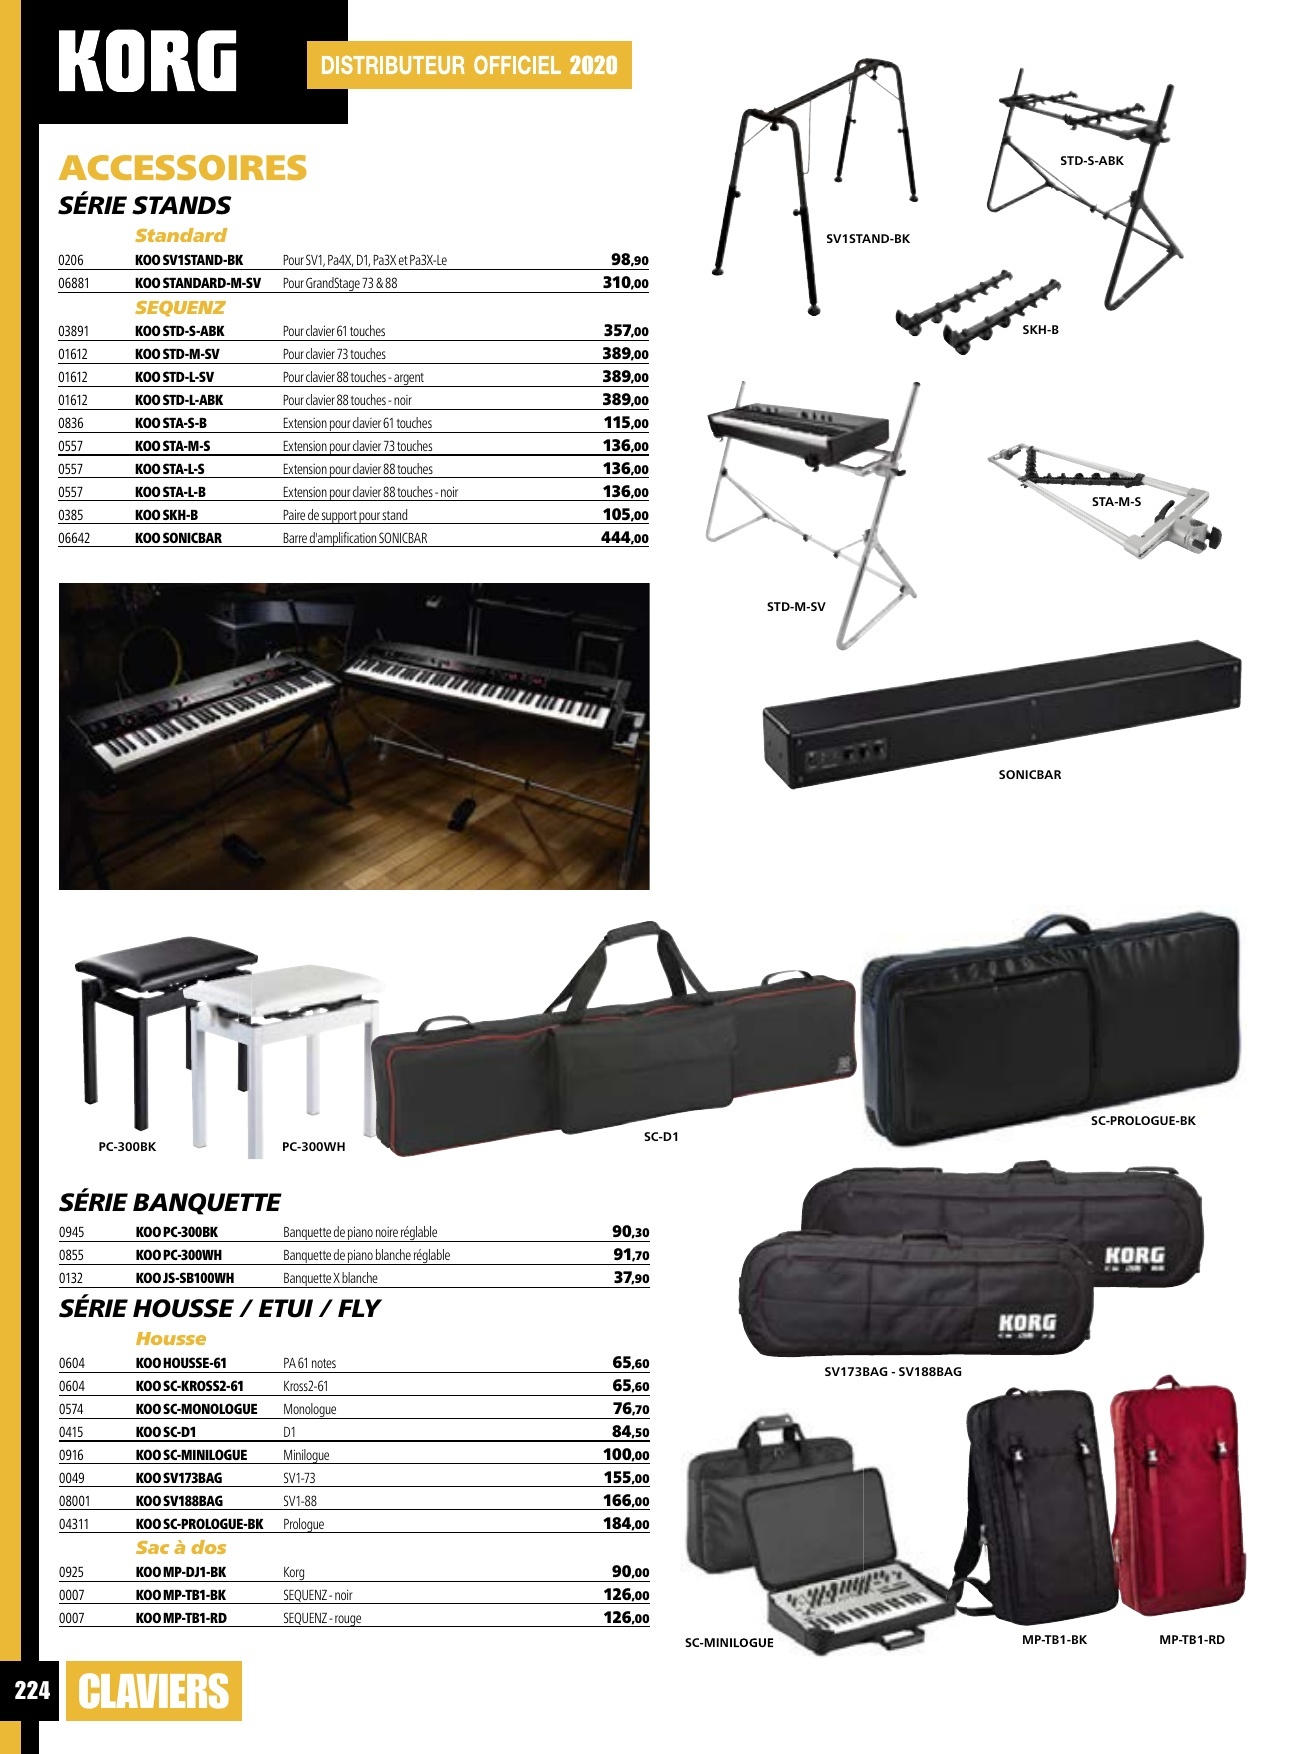 KORG
DISTRIBUTEUR OFFICIEL 2020
ACCESSOIRES
SÉRIE STANDS
Standard
0206 KOO SV1STAND-BK Pour SV1, Pa4X, D1, Pa3X et Pa3X-Le 98,90
06881 KOO STANDARD-M-SV Pour GrandStage 73 & 88 310,00
SEQUENZ
03891 KOO STD-S-ABK Pour clavier 61 touches 357,00
01612 KOO STD-M-SV Pour clavier 73 touches 389,00
01612 KOO STD-L-SV Pour clavier 88 touches - argent 389,00
01612 KOO STD-L-ABK Pour clavier 88 touches - noir 389,00
0836 KOO STA-S-B Extension pour clavier 61 touches 115,00
0557 KOO STA-M-S Extension pour clavier 73 touches 136,00
0557 KOO STA-L-S Extension pour clavier 88 touches 136,00
0557 KOO STA-L-B Extension pour clavier 88 touches - noir 136,00
0385 KOO SKH-B Paire de support pour stand 105,00
06642 KOO SONICBAR Barre d'amplification SONICBAR 444,00
STD-S-ABK
SV1STAND-BK
SKH-B
STA-M-S
STD-M-SV
SONICBAR
PC-300BK
PC-300WH
SC-D1
SC-PROLOGUE-BK
SÉRIE BANQUETTE
0945 KOO PC-300BK Banquette de piano noire réglable 90,30
0855 KOO PC-300WH Banquette de piano blanche réglable 91,70
0132 KOO JS-SB100WH Banquette X blanche 37,90
SÉRIE HOUSSE / ETUI / FLY
Housse
0604 KOO HOUSSE-61 PA 61 notes 65,60
0604 KOO SC-KROSS2-61 Kross2-61 65,60
0574 KOO SC-MONOLOGUE Monologue 76,70
0415 KOO SC-D1 D1 84,50
0916 KOO SC-MINILOGUE Minilogue 100,00
0049 KOO SV173BAG SV1-73 155,00
08001 KOO SV188BAG SV1-88 166,00
04311 KOO SC-PROLOGUE-BK Prologue 184,00
Sac à dos
0925 KOO MP-DJ1-BK Korg 90,00
0007 KOO MP-TB1-BK SEQUENZ - noir 126,00
0007 KOO MP-TB1-RD SEQUENZ - rouge 126,00
KORG
KORG
SV173BAG - SV188BAG
SC-MINILOGUE
MP-TB1-BK
MP-TB1-RD
224
CLAVIERS